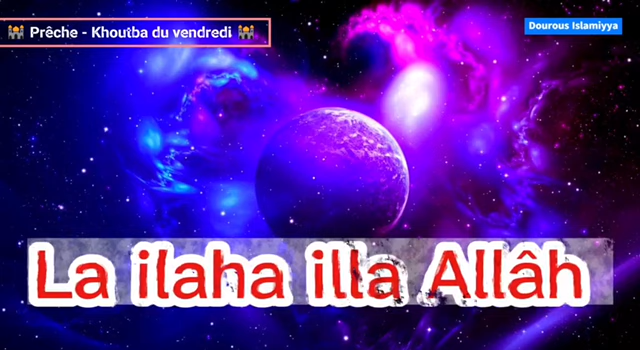 🕌 Prêche - Khoutba du vendredi 🕌
Dourous Islamiyya
La ilaha illa Allâh